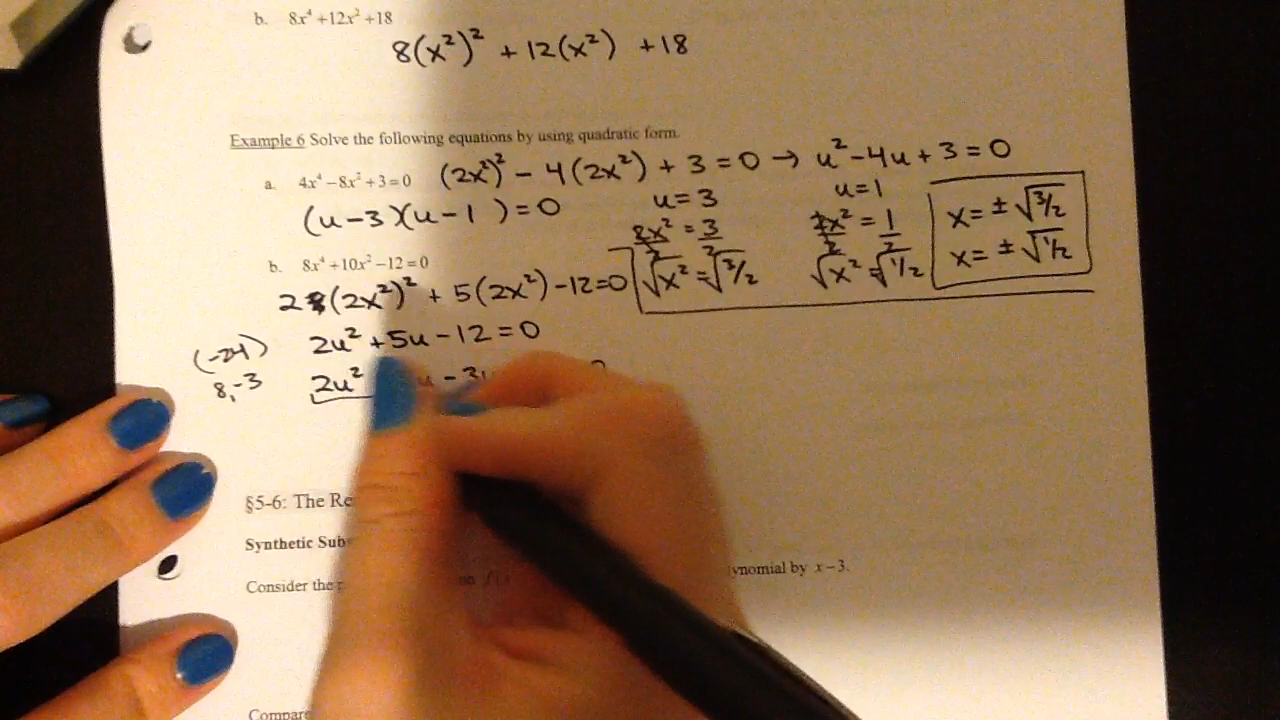 b. 8x⁴ +12x² +18
8(x²)² + 12(x²) + 18
Example 6 Solve the following equations by using quadratic form.
a. 4x⁴ – 8x² + 3 = 0 (2x²)² – 4(2x²) + 3 = 0 → u² – 4u + 3 = 0
(u – 3)(u – 1) = 0 u = 3 u = 1
2x²/2 = 3/2 2x²/2 = 1/2 x = ± √3/2
√x² = √3/2 √x² = √1/2 x = ± √1/2
b. 8x⁴ +10x² –12 = 0
2(2x²)² + 5(2x²) – 12 = 0
2u² + 5u – 12 = 0
(-24)
8, -3 2u² u – 3u
§5-6: The Re
Synthetic Sub
Consider the on ynomial by x – 3.
Compar